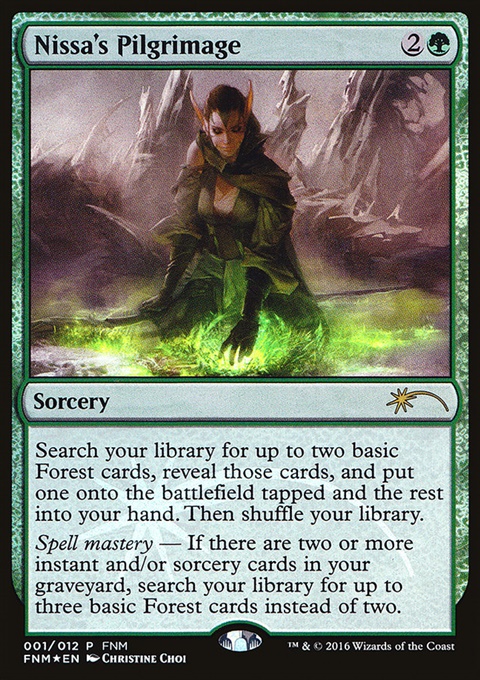 Nissa's Pilgrimage 2
Sorcery
Search your library for up to two basic
Forest cards, reveal those cards, and put
one onto the battlefield tapped and the rest
into your hand. Then shuffle your library.
Spell mastery — If there are two or more
instant and/or sorcery cards in your
graveyard, search your library for up to
three basic Forest cards instead of two.
001/012 P FNM
FNM★EN Christine Choi
™ & © 2016 Wizards of the Coast